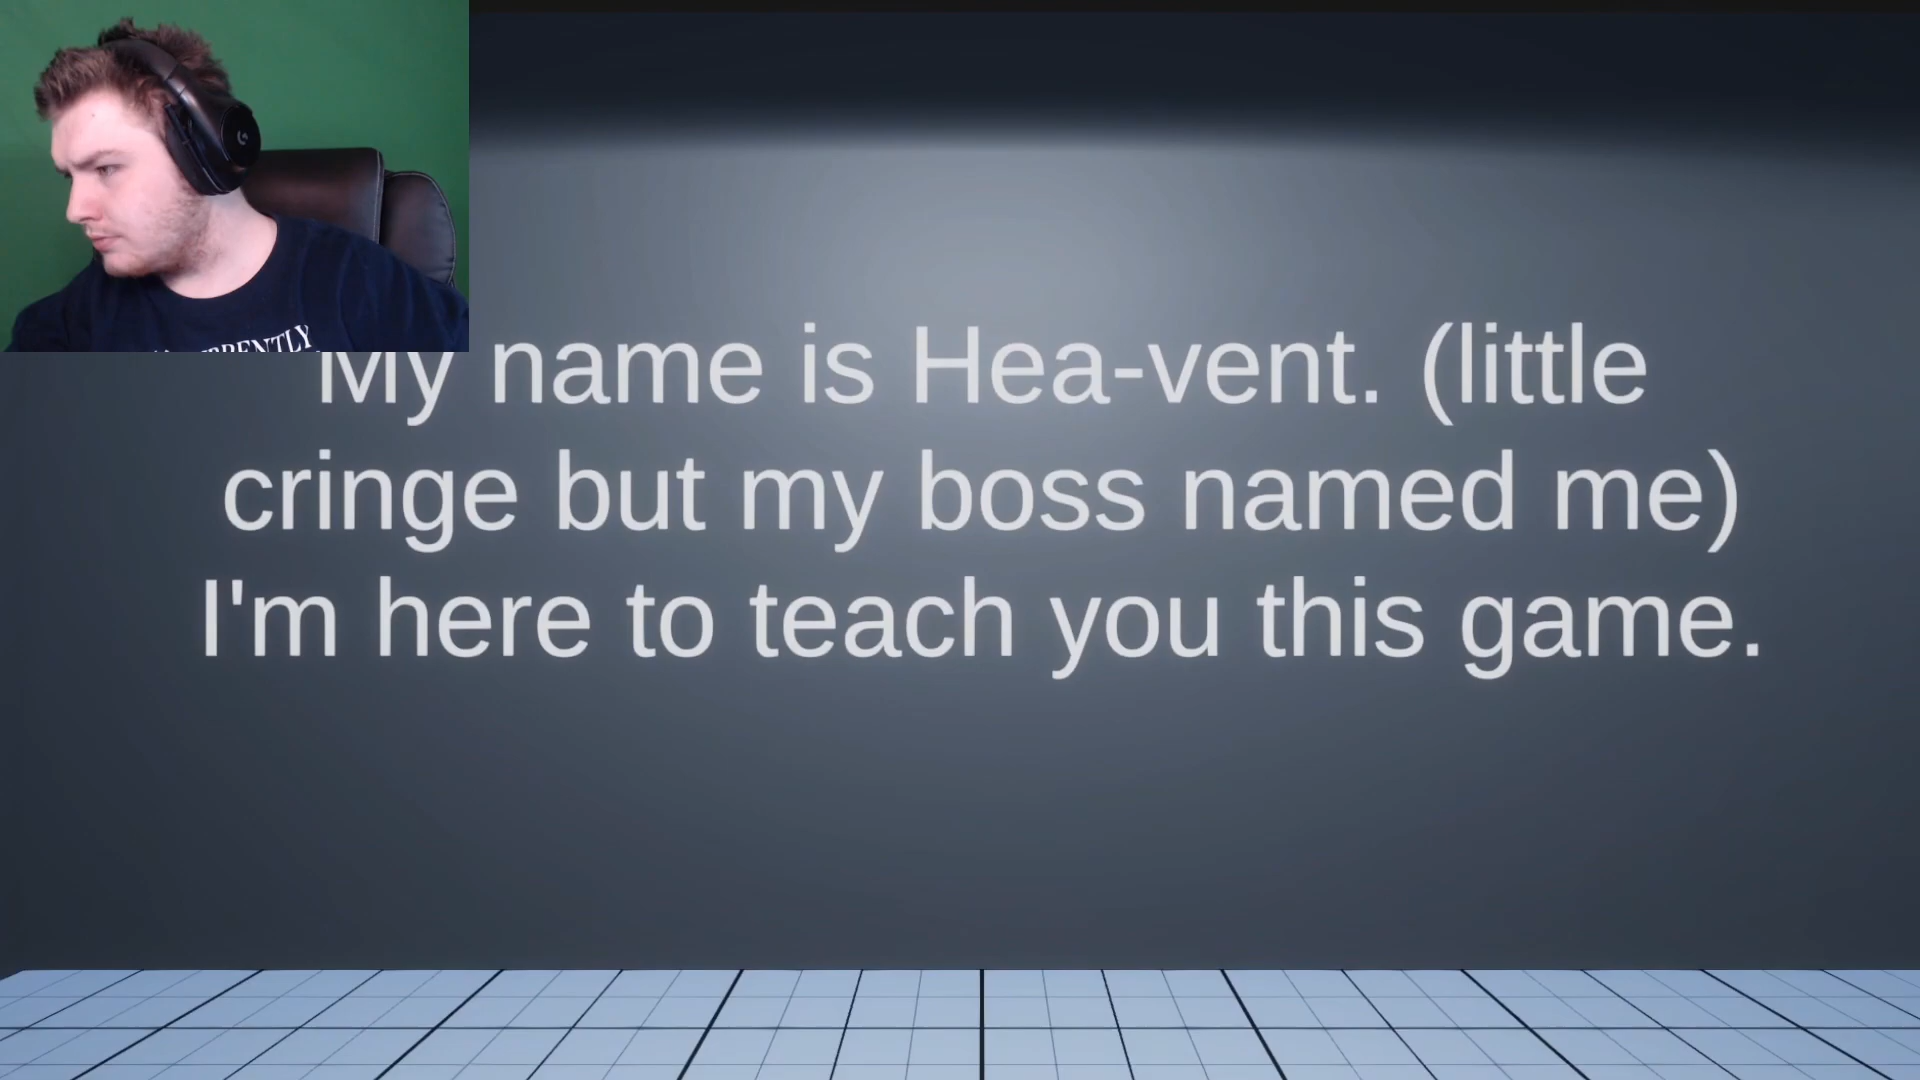 My name is Hea-vent. (little
cringe but my boss named me)
I'm here to teach you this game.